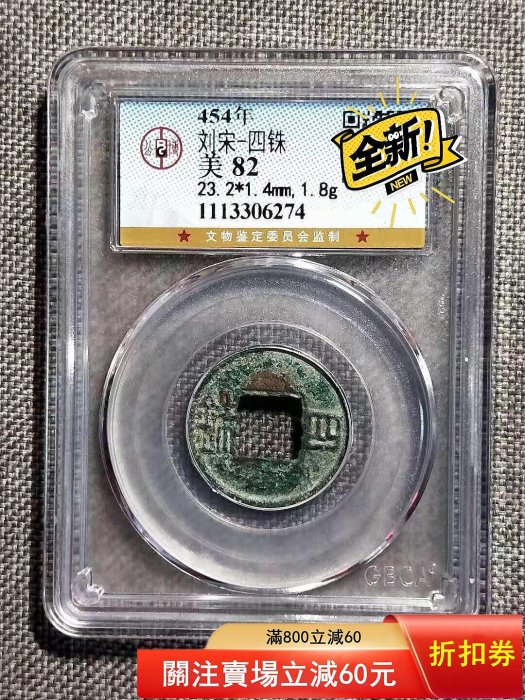 454年
刘宋-四铢
美 82
23.2*1.4mm,1.8g
1113306274
公 博
G
全新!
NEW
★ 文物鉴定委员会监制 ★
四
GBCA
滿800立減60
關注賣場立減60元
折扣券